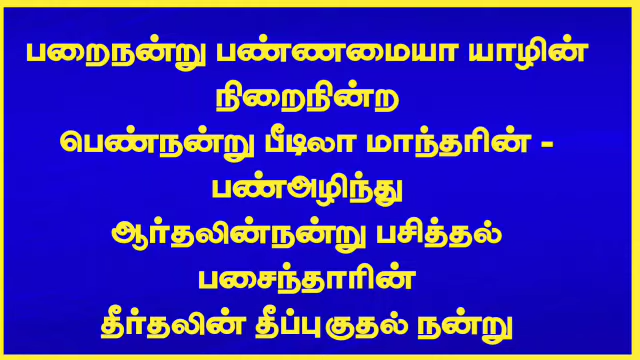 பறைநன்று பண்ணமையா யாழின்
நிறைநின்ற
பெண்நன்று பீடிலா மாந்தரின் -
பண்அழிந்து
ஆர்தலின்நன்று பசித்தல்
பசைந்தாரின்
தீர்தலின் தீப்புகுதல் நன்று